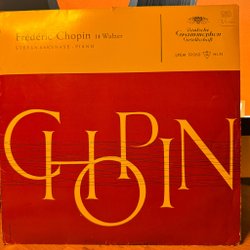 Frédéric Chopin 14 Walzer
STEFAN ASKENASE · PIANO
Deutsche
Grammophon
Gesellschaft
CHOPIN